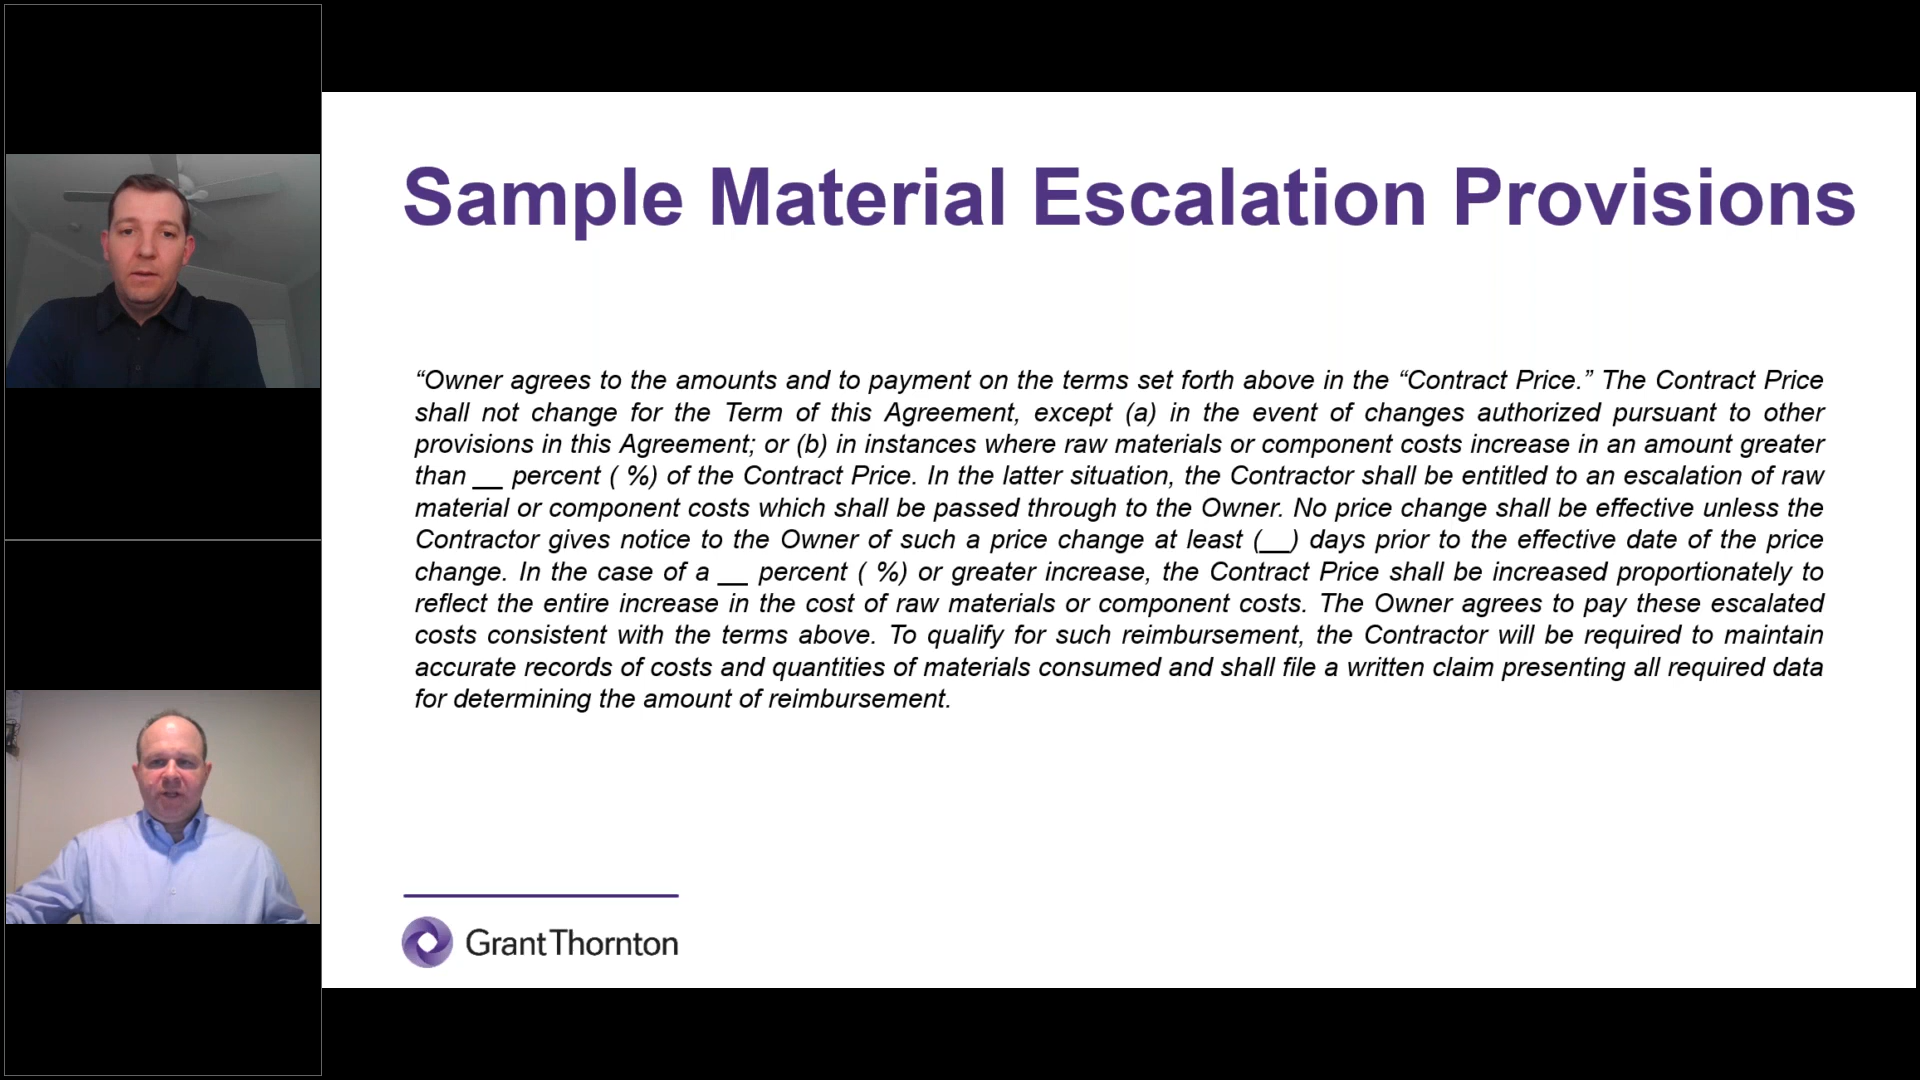 Sample Material Escalation Provisions
“Owner agrees to the amounts and to payment on the terms set forth above in the “Contract Price.” The Contract Price
shall not change for the Term of this Agreement, except (a) in the event of changes authorized pursuant to other
provisions in this Agreement; or (b) in instances where raw materials or component costs increase in an amount greater
than __ percent ( %) of the Contract Price. In the latter situation, the Contractor shall be entitled to an escalation of raw
material or component costs which shall be passed through to the Owner. No price change shall be effective unless the
Contractor gives notice to the Owner of such a price change at least (__) days prior to the effective date of the price
change. In the case of a __ percent ( %) or greater increase, the Contract Price shall be increased proportionately to
reflect the entire increase in the cost of raw materials or component costs. The Owner agrees to pay these escalated
costs consistent with the terms above. To qualify for such reimbursement, the Contractor will be required to maintain
accurate records of costs and quantities of materials consumed and shall file a written claim presenting all required data
for determining the amount of reimbursement.
Grant Thornton